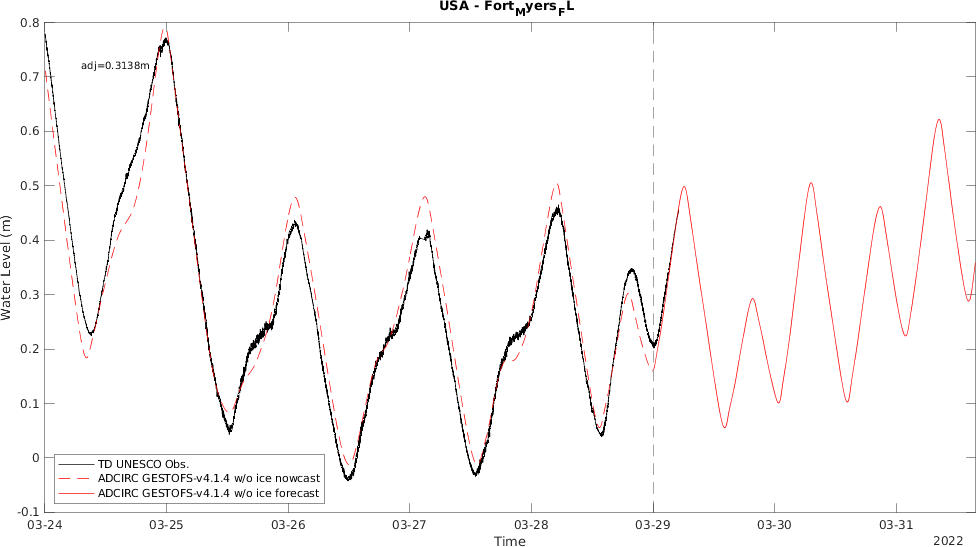 USA - Fort_Myers_FL
0.8
adj=0.3138m
0.7
0.6
0.5
0.4
0.3
0.2
0.1
0
-0.1
Water Level (m)
TD UNESCO Obs.
ADCIRC GESTOFS-v4.1.4 w/o ice nowcast
ADCIRC GESTOFS-v4.1.4 w/o ice forecast
03-24 03-25 03-26 03-27 03-28 03-29 03-30 03-31
Time
2022